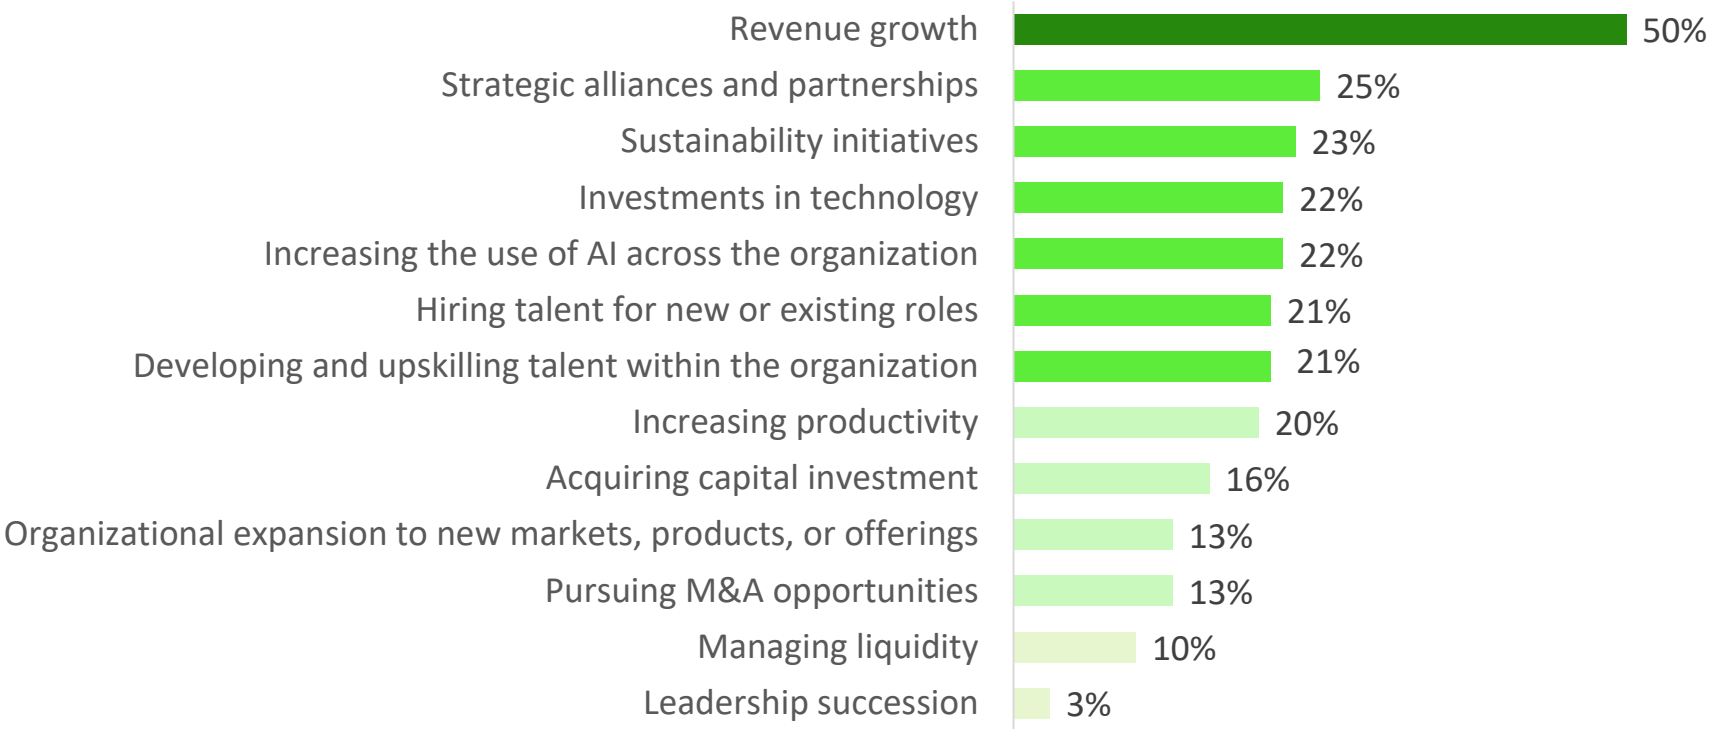 Revenue growth 50%
Strategic alliances and partnerships 25%
Sustainability initiatives 23%
Investments in technology 22%
Increasing the use of AI across the organization 22%
Hiring talent for new or existing roles 21%
Developing and upskilling talent within the organization 21%
Increasing productivity 20%
Acquiring capital investment 16%
Organizational expansion to new markets, products, or offerings 13%
Pursuing M&A opportunities 13%
Managing liquidity 10%
Leadership succession 3%